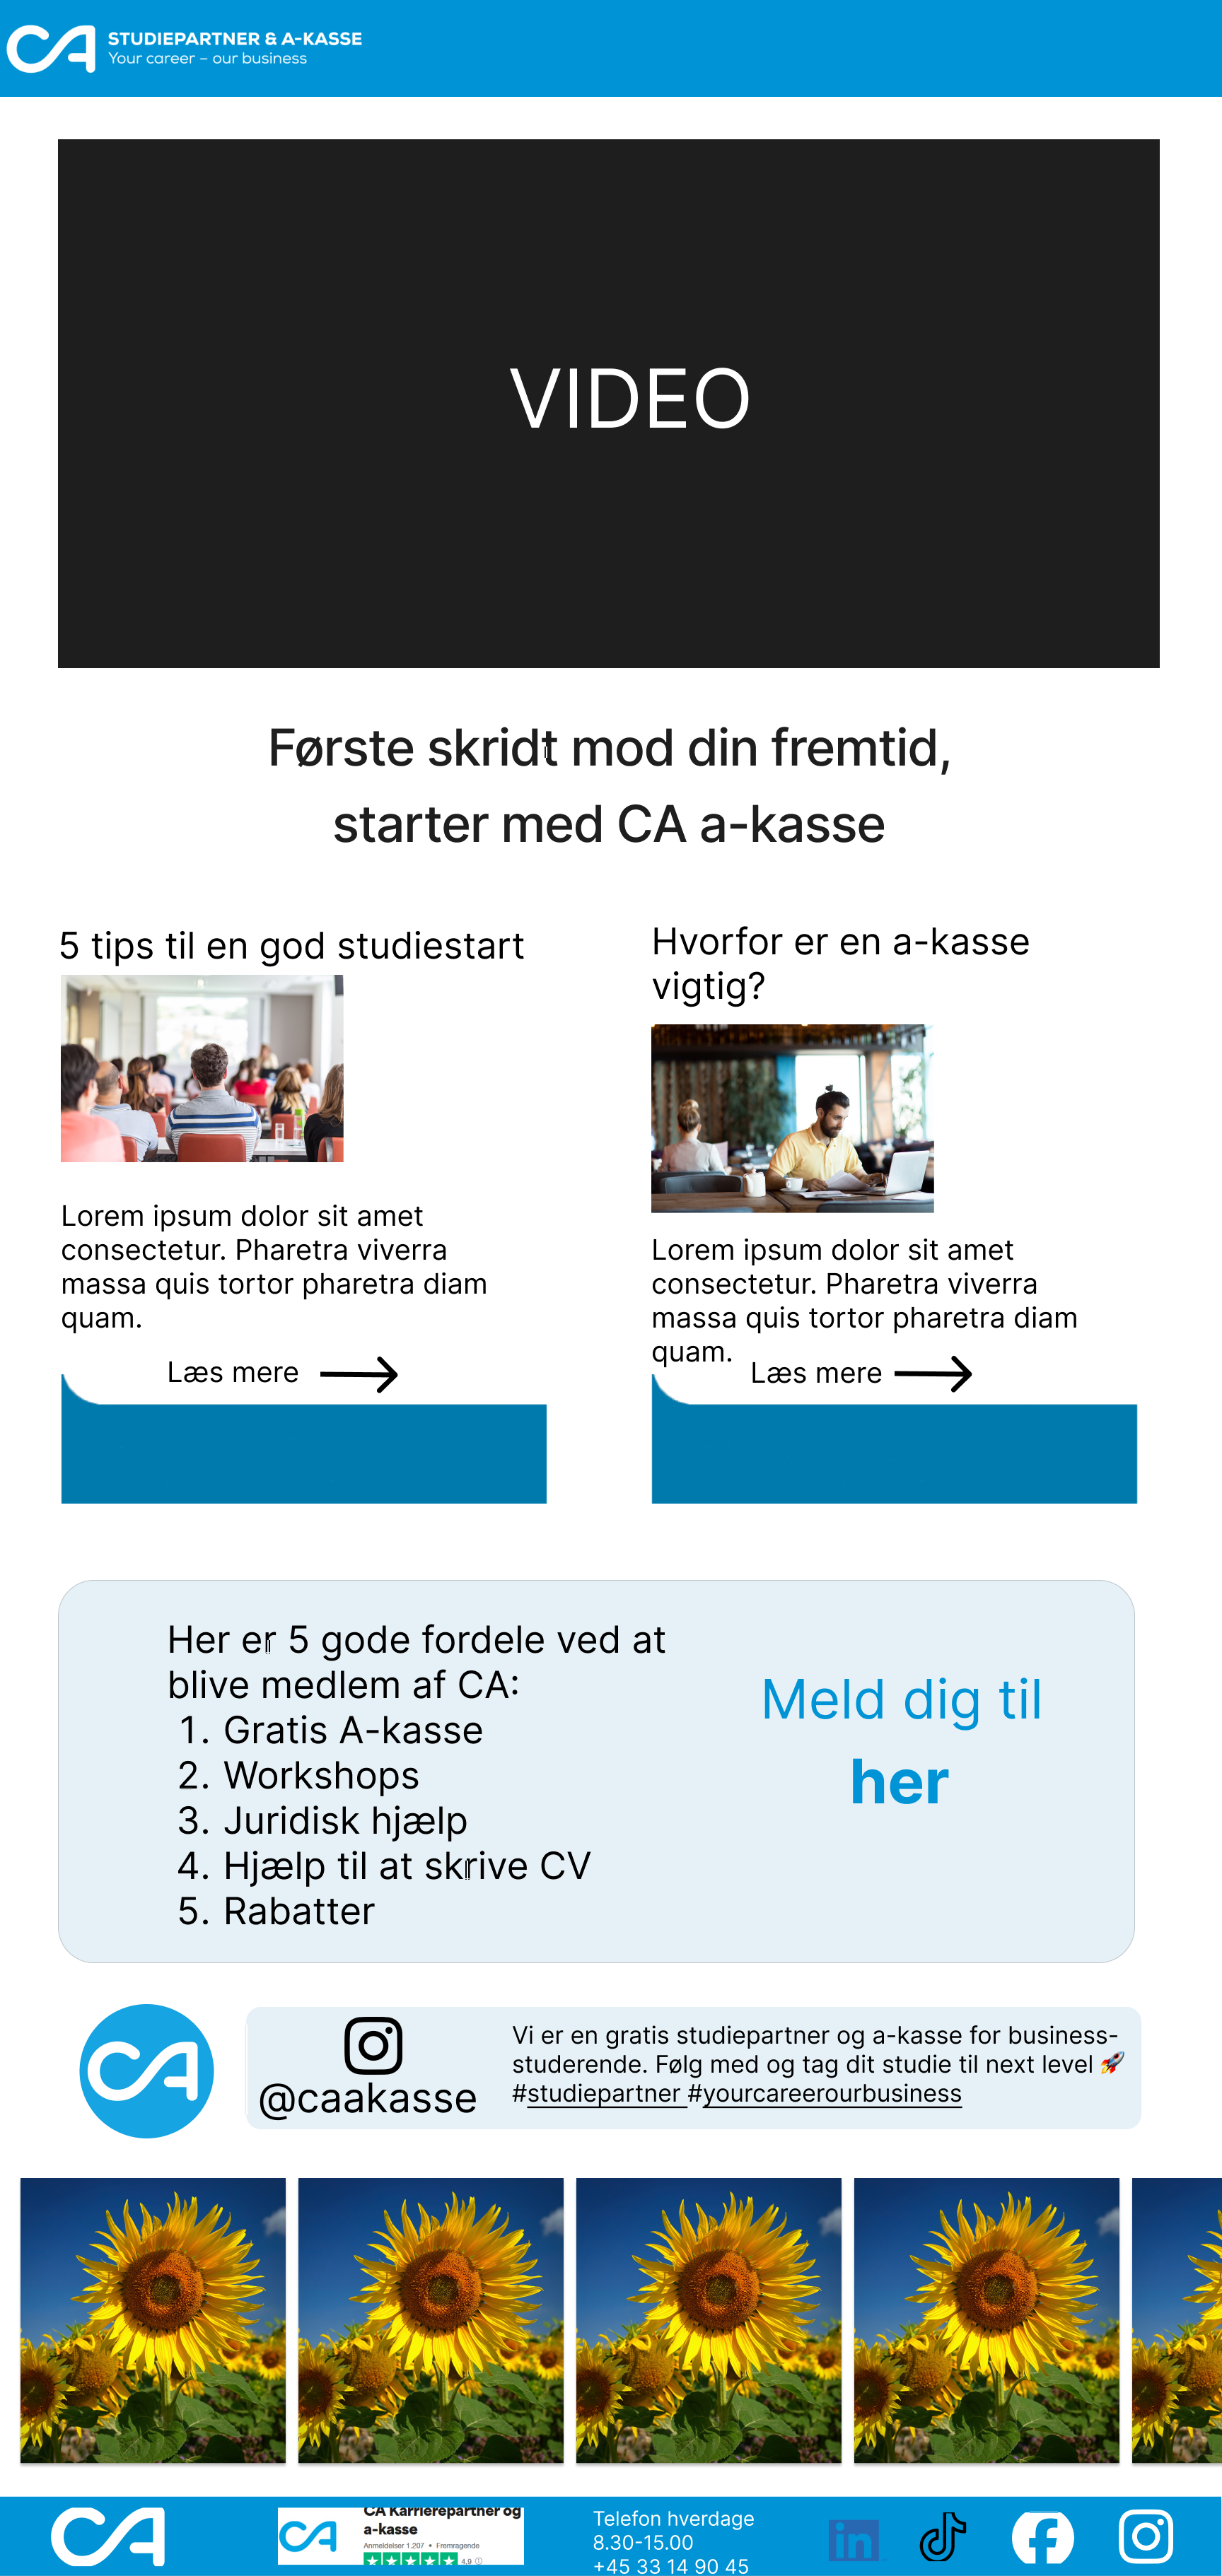 CA STUDIEPARTNER & A-KASSE
Your career – our business
VIDEO
Første skridt mod din fremtid,
starter med CA a-kasse
5 tips til en god studiestart
Lorem ipsum dolor sit amet
consectetur. Pharetra viverra
massa quis tortor pharetra diam
quam.
Læs mere
Hvorfor er en a-kasse
vigtig?
Lorem ipsum dolor sit amet
consectetur. Pharetra viverra
massa quis tortor pharetra diam
quam.
Læs mere
Her er 5 gode fordele ved at
blive medlem af CA:
1. Gratis A-kasse
2. Workshops
3. Juridisk hjælp
4. Hjælp til at skrive CV
5. Rabatter
Meld dig til
her
CA
@caakasse
Vi er en gratis studiepartner og a-kasse for business-
studerende. Følg med og tag dit studie til next level 🚀
#studiepartner #yourcareerourbusiness
CA
CA
CA Karrierepartner og
a-kasse
Anmeldelser 1.207 • Fremragende
4,9
Telefon hverdage
8.30-15.00
+45 33 14 90 45
in